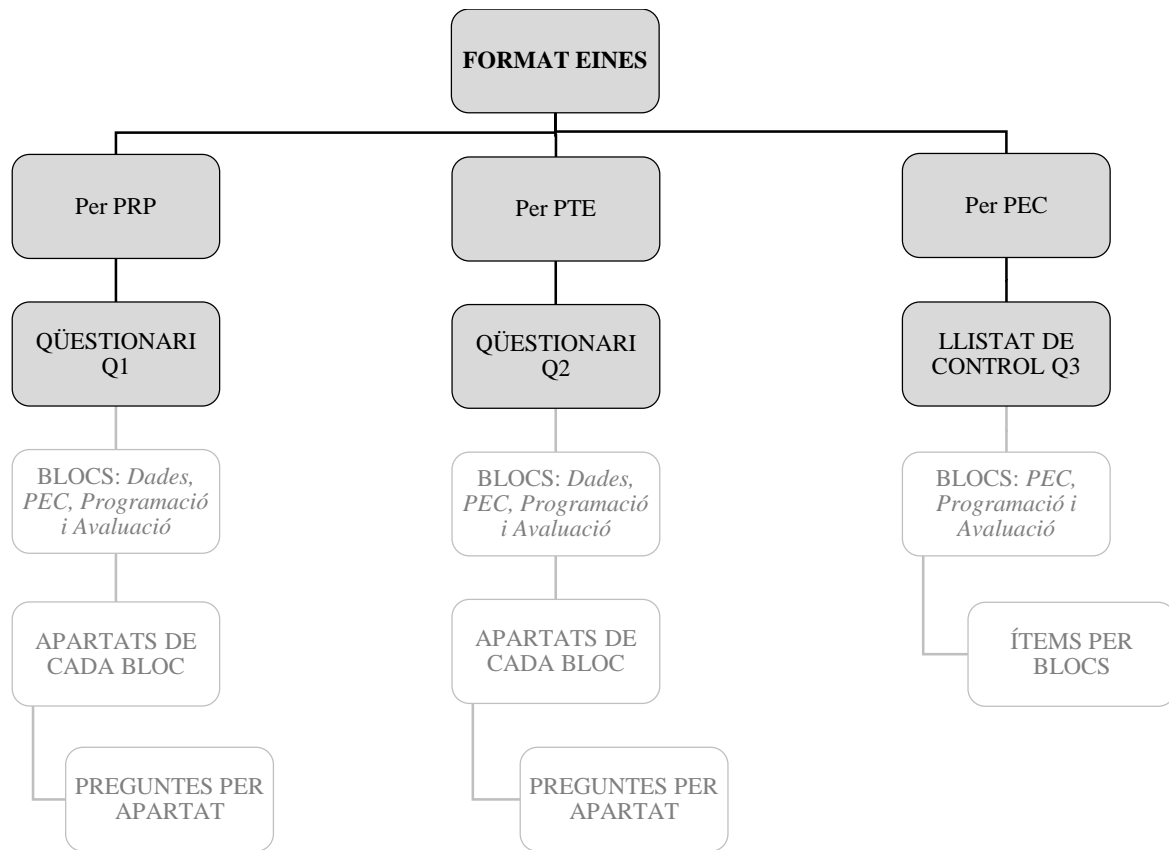 FORMAT EINES
Per PRP
Per PTE
Per PEC
QÜESTIONARI
Q1
QÜESTIONARI
Q2
LLISTAT DE
CONTROL Q3
BLOCS: Dades,
PEC, Programació
i Avaluació
BLOCS: Dades,
PEC, Programació
i Avaluació
BLOCS: PEC,
Programació i
Avaluació
APARTATS DE
CADA BLOC
APARTATS DE
CADA BLOC
ÍTEMS PER
BLOCS
PREGUNTES PER
APARTAT
PREGUNTES PER
APARTAT